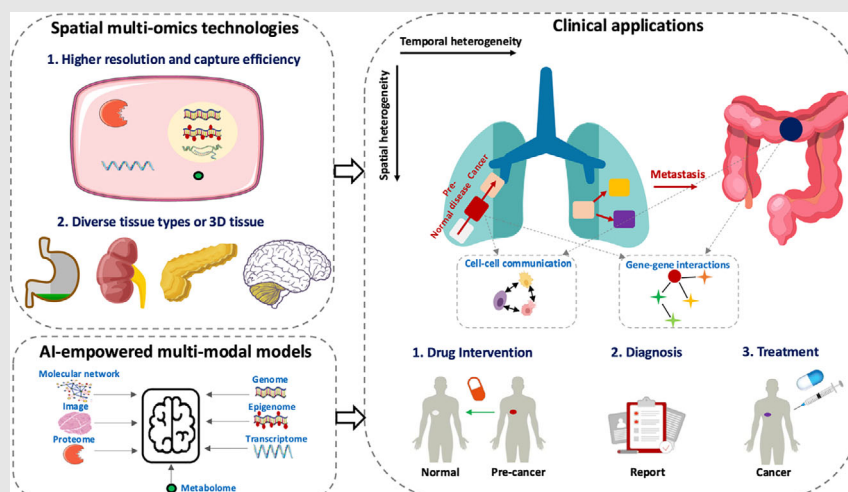 Spatial multi-omics technologies
1. Higher resolution and capture efficiency
2. Diverse tissue types or 3D tissue
AI-empowered multi-modal models
Molecular network
Image
Proteome
Genome
Epigenome
Transcriptome
Metabolome
Clinical applications
Temporal heterogeneity
Spatial heterogeneity
Normal
Pre-
disease
Cancer
Metastasis
Cell-cell communication
Gene-gene interactions
1. Drug Intervention
2. Diagnosis
3. Treatment
Normal
Pre-cancer
Report
Cancer